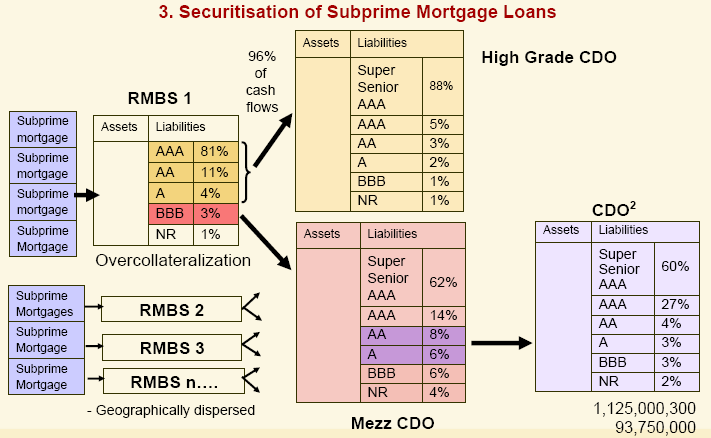 3. Securitisation of Subprime Mortgage Loans
96%
of
cash
flows
High Grade CDO
Assets Liabilities
Super
Senior
AAA
88%
AAA 5%
AA 3%
A 2%
BBB 1%
NR 1%
Subprime
mortgage
Subprime
mortgage
Subprime
mortgage
Subprime
Mortgage
RMBS 1
Assets Liabilities
AAA 81%
AA 11%
A 4%
BBB 3%
NR 1%
Overcollateralization
Subprime
Mortgages
Subprime
Mortgage
Subprime
Mortgage
RMBS 2
RMBS 3
RMBS n....
- Geographically dispersed
Assets Liabilities
Super
Senior
AAA
62%
AAA 14%
AA 8%
A 6%
BBB 6%
NR 4%
Mezz CDO
CDO2
Assets Liabilities
Super
Senior
AAA
60%
AAA 27%
AA 4%
A 3%
BBB 3%
NR 2%
1,125,000,300
93,750,000